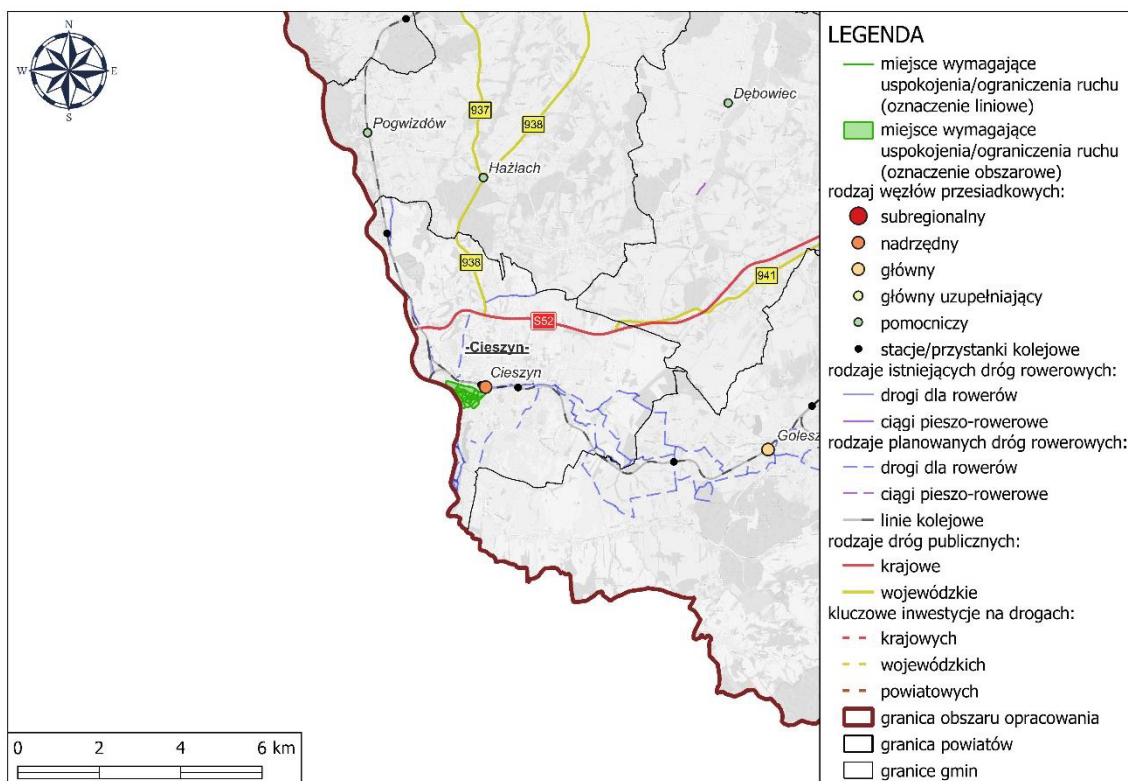 N
W E
S
937
938
Dębowiec
Pogwizdów
Hażlach
938
941
S52
-Cieszyn-
Cieszyn
Golesz
0 2 4 6 km
LEGENDA
miejsce wymagające
uspokojenia/ograniczenia ruchu
(oznaczenie liniowe)
miejsce wymagające
uspokojenia/ograniczenia ruchu
(oznaczenie obszarowe)
rodzaj węzłów przesiadkowych:
subregionalny
nadrzędny
główny
główny uzupełniający
pomocniczy
stacje/przystanki kolejowe
rodzaje istniejących dróg rowerowych:
drogi dla rowerów
ciągi pieszo-rowerowe
rodzaje planowanych dróg rowerowych:
drogi dla rowerów
ciągi pieszo-rowerowe
linie kolejowe
rodzaje dróg publicznych:
krajowe
wojewódzkie
kluczowe inwestycje na drogach:
krajowych
wojewódzkich
powiatowych
granica obszaru opracowania
granica powiatów
granice gmin